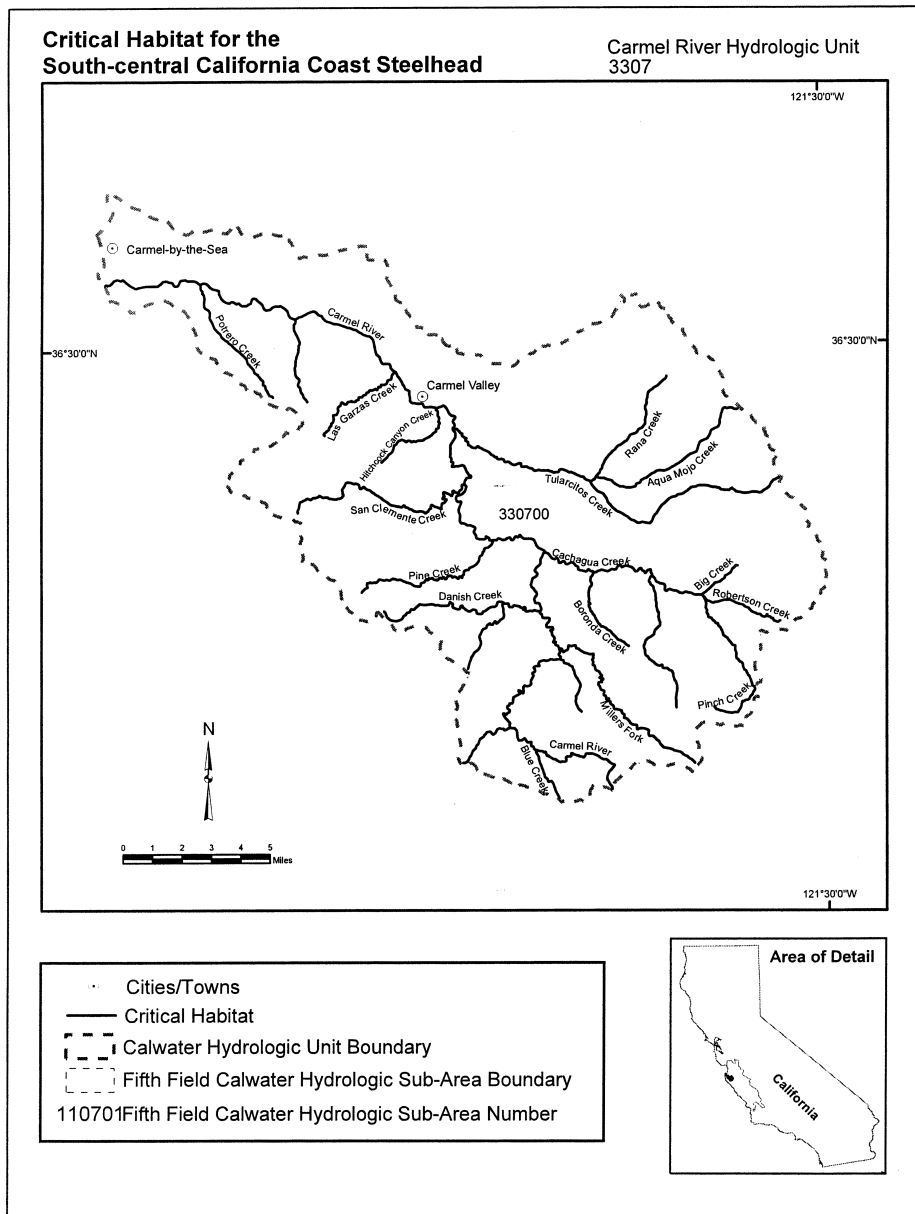 Critical Habitat for the
South-central California Coast Steelhead
Carmel River Hydrologic Unit
3307
121°30'0"W
Carmel-by-the-Sea
Carmel River
Potrero Creek
36°30'0"N
36°30'0"N
Carmel Valley
Las Garzas Creek
Hitchcock Canyon Creek
Rana Creek
Aqua Mojo Creek
Tularcitos Creek
San Clemente Creek
330700
Cachagua Creek
Pine Creek
Big Creek
Danish Creek
Robertson Creek
Boronda Creek
Pinch Creek
Millers Fork
Carmel River
Blue Creek
N
0 1 2 3 4 5
Miles
121°30'0"W
Cities/Towns
Critical Habitat
Calwater Hydrologic Unit Boundary
Fifth Field Calwater Hydrologic Sub-Area Boundary
110701Fifth Field Calwater Hydrologic Sub-Area Number
Area of Detail
California